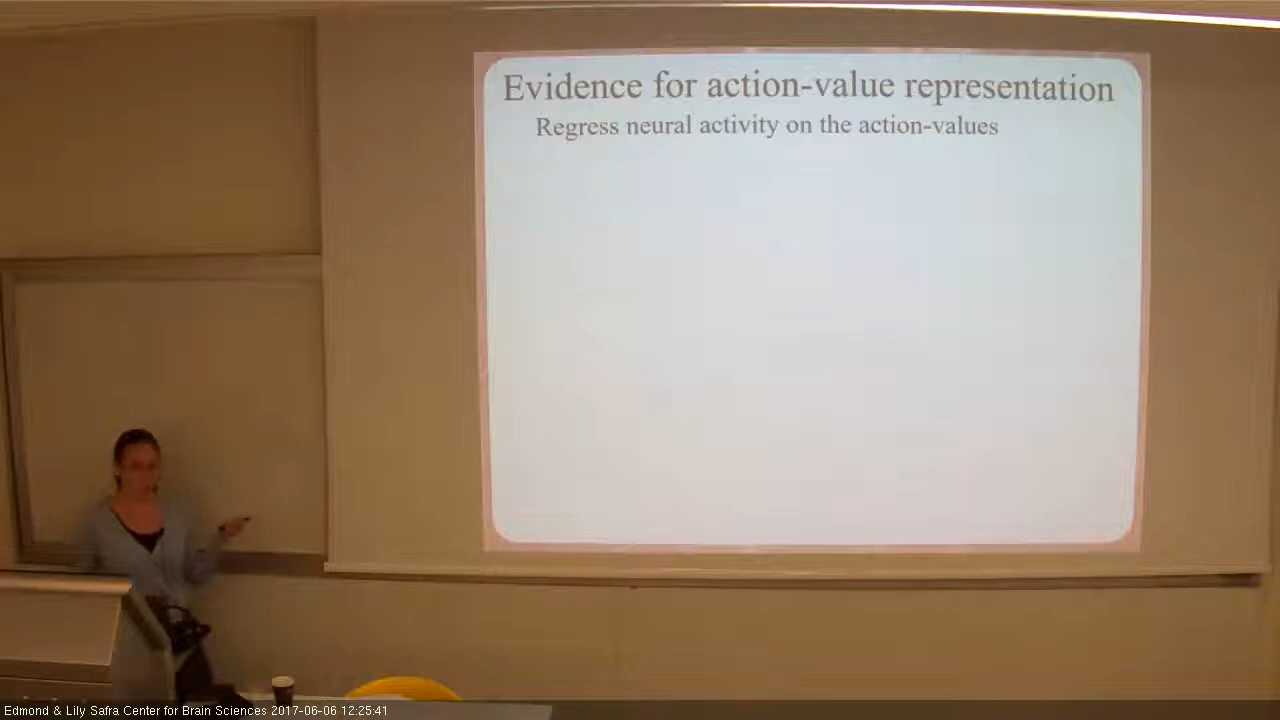 Evidence for action-value representation
Regress neural activity on the action-values
Edmond & Lily Safra Center for Brain Sciences 2017-06-06 12:25:41